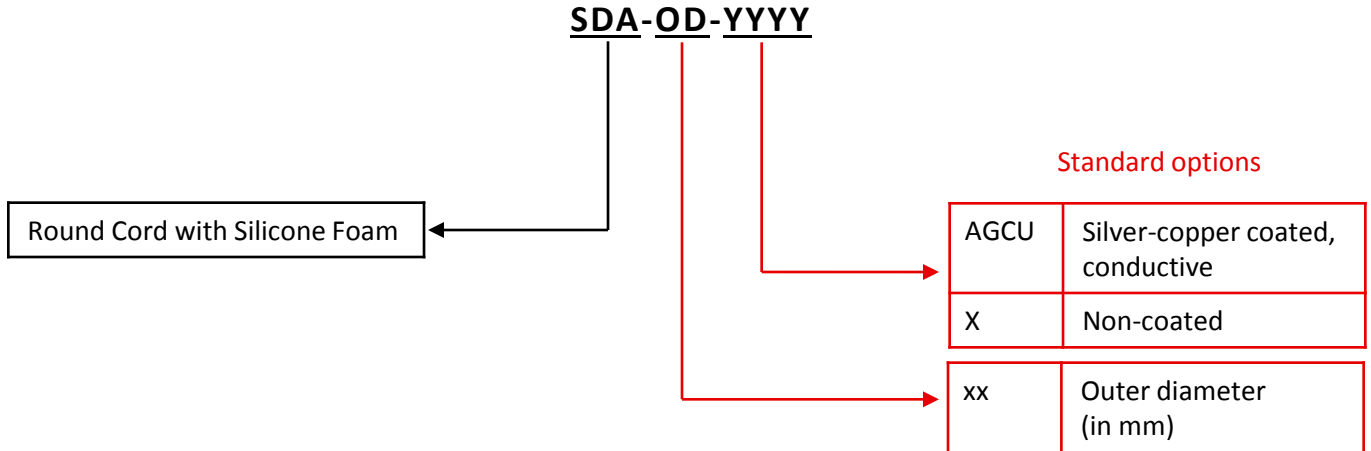 SDA-OD-YYYY
Standard options
Round Cord with Silicone Foam
AGCU Silver-copper coated,
conductive
X Non-coated
xx Outer diameter
(in mm)